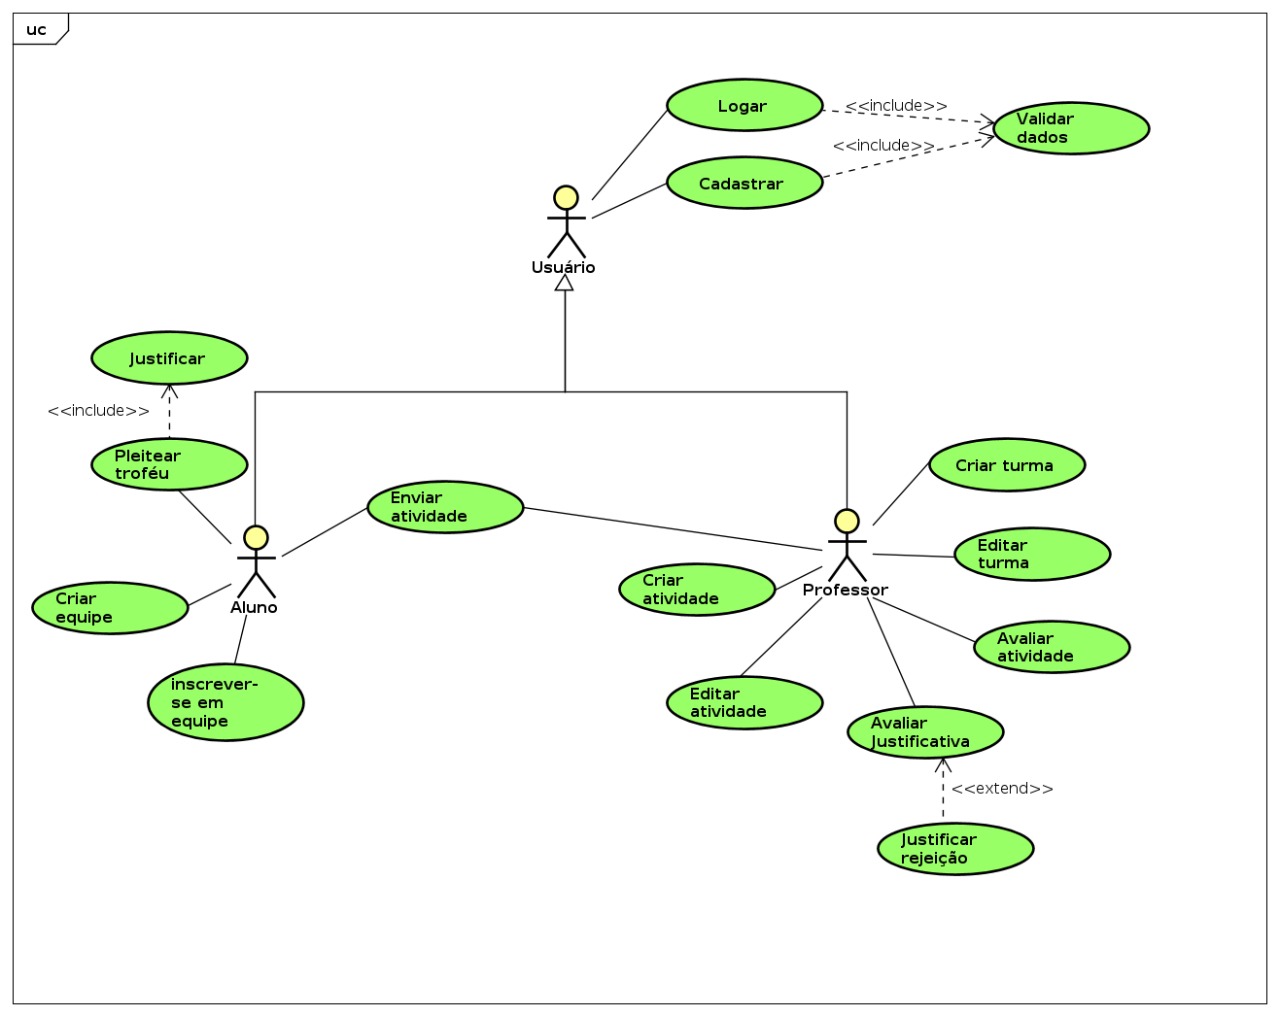 uc
Logar
<<include>>
Validar
dados
<<include>>
Cadastrar
Usuário
Justificar
<<include>>
Pleitear
troféu
Enviar
atividade
Criar turma
Editar
turma
Criar
atividade
Professor
Criar
equipe
Aluno
Avaliar
atividade
inscrever-
se em
equipe
Editar
atividade
Avaliar
Justificativa
<<extend>>
Justificar
rejeição